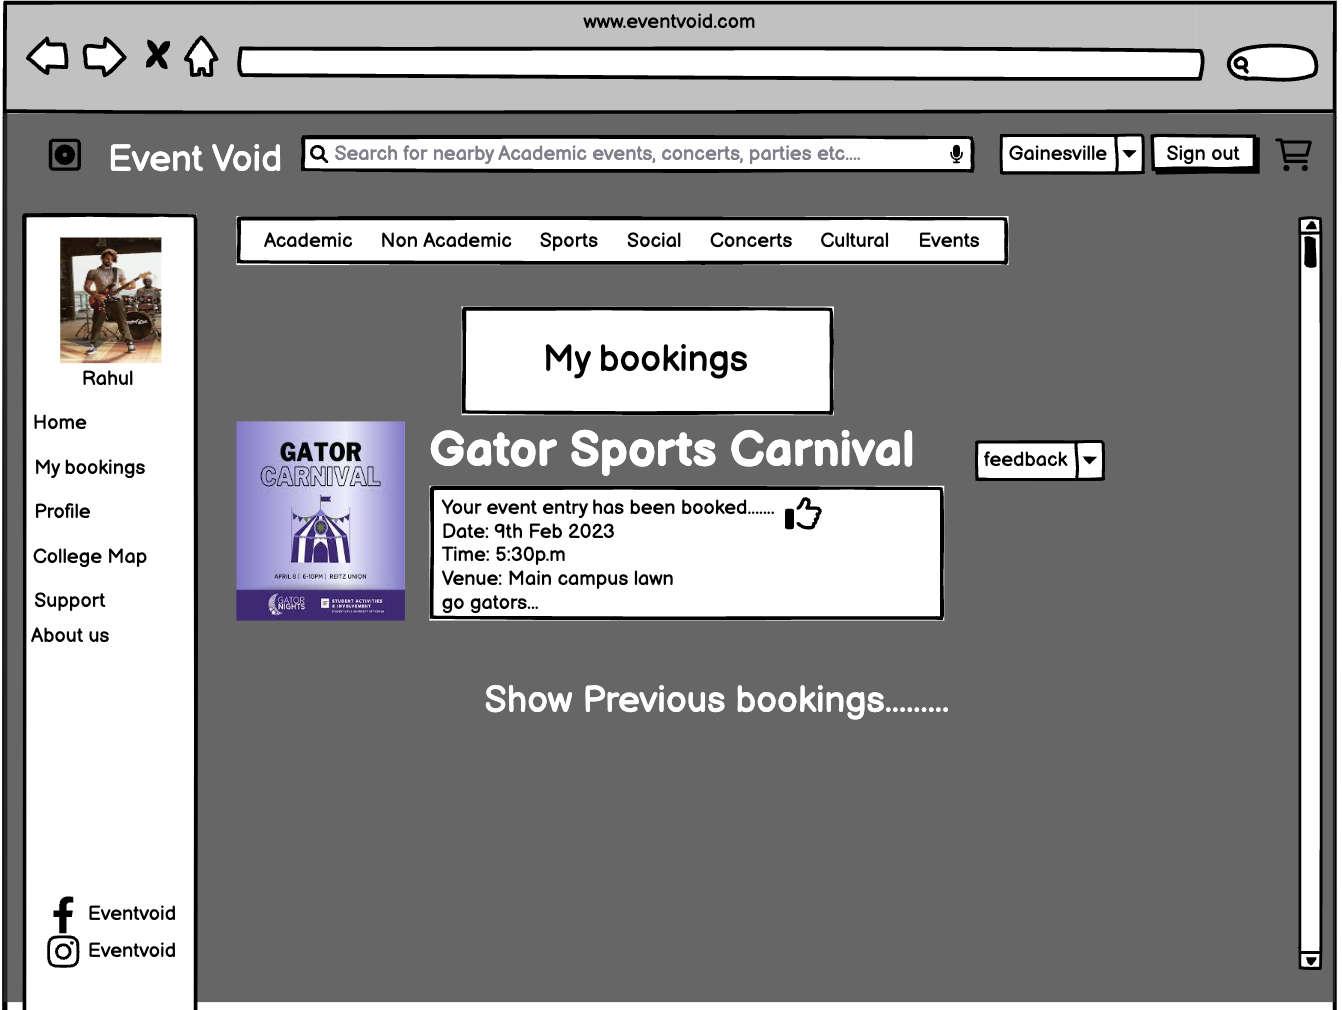 www.eventvoid.com
Event Void
Search for nearby Academic events, concerts, parties etc....
Gainesville
Sign out
Academic Non Academic Sports Social Concerts Cultural Events
Rahul
Home
My bookings
Profile
College Map
Support
About us
Eventvoid
Eventvoid
My bookings
GATOR
CARNIVAL
APRIL 8 | 6-10PM | REITZ UNION
GATOR
NIGHTS
STUDENT ACTIVITIES
& INVOLVEMENT
Gator Sports Carnival
feedback
Your event entry has been booked.......
Date: 9th Feb 2023
Time: 5:30p.m
Venue: Main campus lawn
go gators...
Show Previous bookings.........